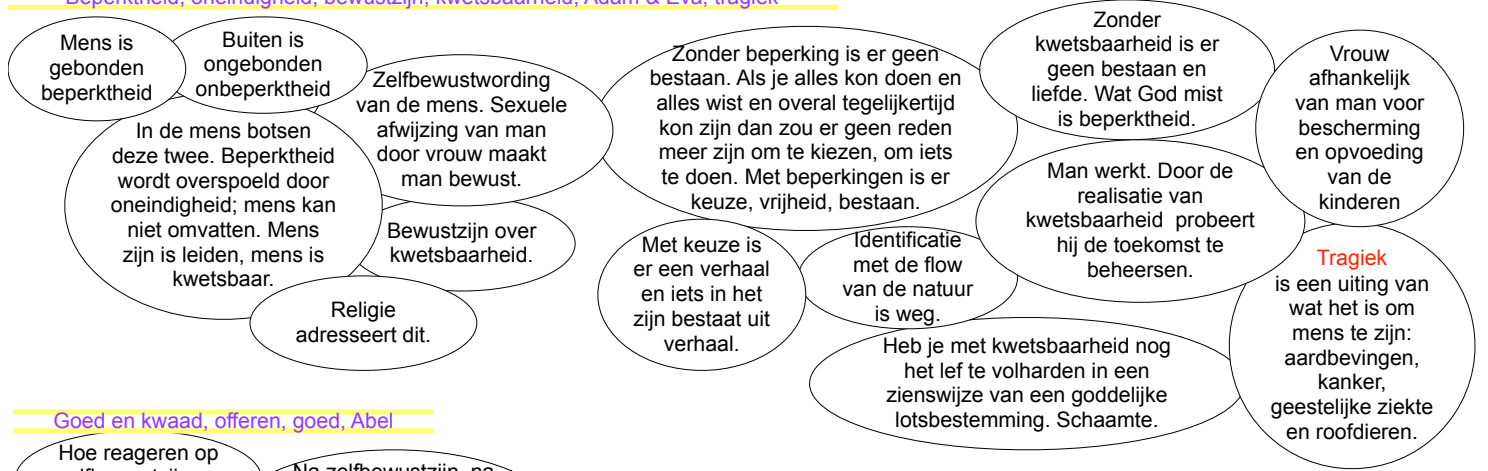 Beperktheid, oneindigheid, bewustzijn, kwetsbaarheid, Adam & Eva, tragiek
Mens is
gebonden
beperktheid
Buiten is
ongebonden
onbeperktheid
In de mens botsen
deze twee. Beperktheid
wordt overspoeld door
oneindigheid; mens kan
niet omvatten. Mens
zijn is leiden, mens is
kwetsbaar.
Zelfbewustwording
van de mens. Sexuele
afwijzing van man
door vrouw maakt
man bewust.
Bewustzijn over
kwetsbaarheid.
Religie
adresseert dit.
Zonder beperking is er geen
bestaan. Als je alles kon doen en
alles wist en overal tegelijkertijd
kon zijn dan zou er geen reden
meer zijn om te kiezen, om iets
te doen. Met beperkingen is er
keuze, vrijheid, bestaan.
Met keuze is
er een verhaal
en iets in het
zijn bestaat uit
verhaal.
Identificatie
met de flow
van de natuur
is weg.
Zonder
kwetsbaarheid is er
geen bestaan en
liefde. Wat God mist
is beperktheid.
Man werkt. Door de
realisatie van
kwetsbaarheid probeert
hij de toekomst te
beheersen.
Vrouw
afhankelijk
van man voor
bescherming
en opvoeding
van de
kinderen
Heb je met kwetsbaarheid nog
het lef te volharden in een
zienswijze van een goddelijke
lotsbestemming. Schaamte.
Tragiek
is een uiting van
wat het is om
mens te zijn:
aardbevingen,
kanker,
geestelijke ziekte
en roofdieren.
Goed en kwaad, offeren, goed, Abel
Hoe reageren op